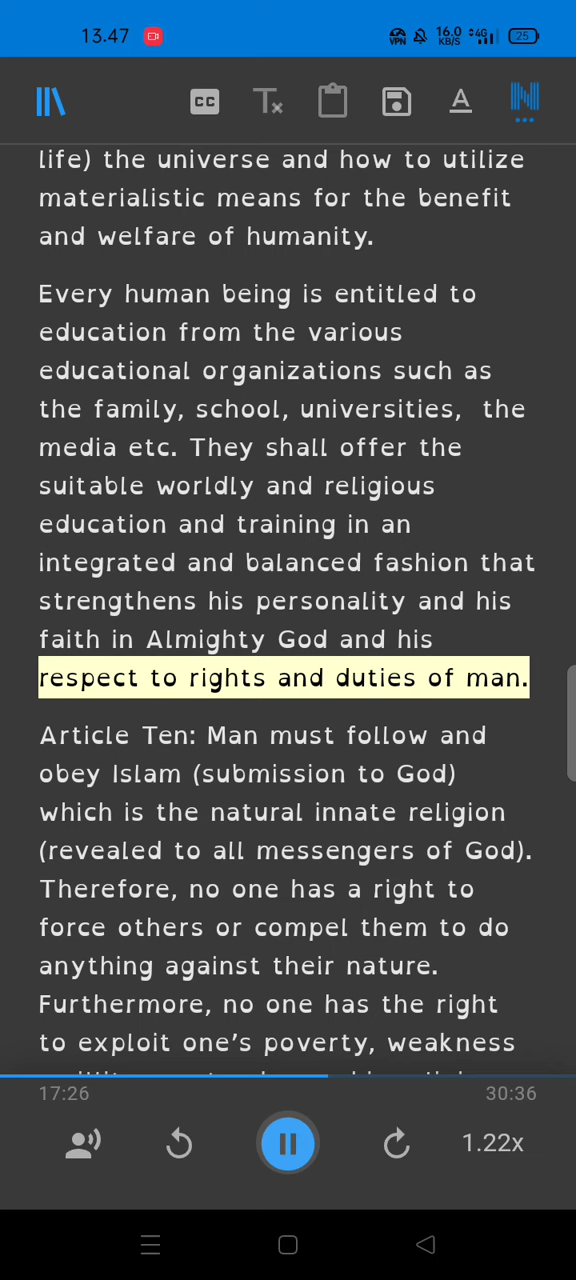 13.47
VPN
16.0
KB/S
4G
25
CC
life) the universe and how to utilize
materialistic means for the benefit
and welfare of humanity.
Every human being is entitled to
education from the various
educational organizations such as
the family, school, universities,  the
media etc. They shall offer the
suitable worldly and religious
education and training in an
integrated and balanced fashion that
strengthens his personality and his
faith in Almighty God and his
respect to rights and duties of man.
Article Ten: Man must follow and
obey Islam (submission to God)
which is the natural innate religion
(revealed to all messengers of God).
Therefore, no one has a right to
force others or compel them to do
anything against their nature.
Furthermore, no one has the right
to exploit one’s poverty, weakness
17:26
30:36
1.22x